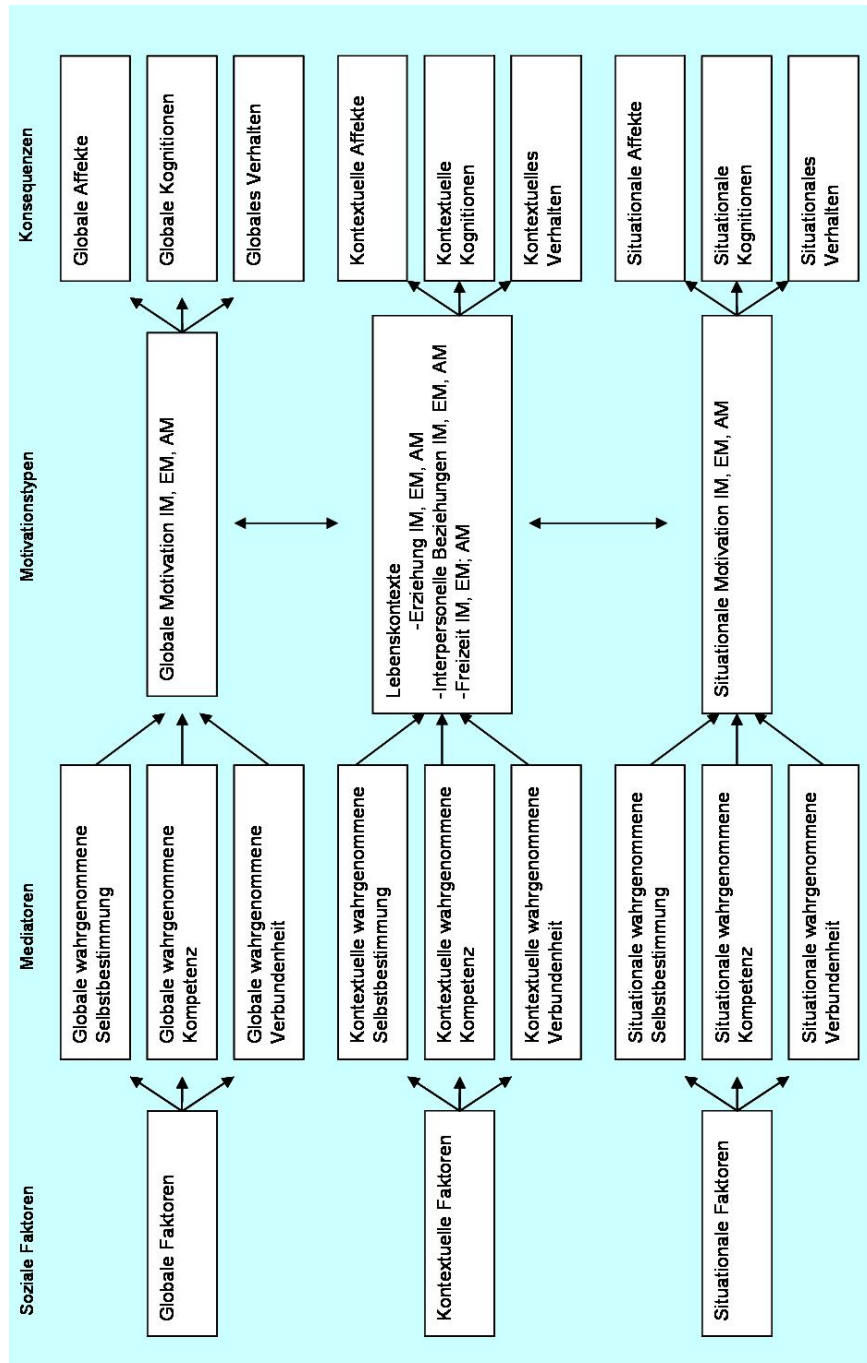 Soziale Faktoren
Mediatoren
Motivationstypen
Konsequenzen
Globale Faktoren
Globale wahrgenommene
Selbstbestimmung
Globale wahrgenommene
Kompetenz
Globale wahrgenommene
Verbundenheit
Globale Motivation IM, EM, AM
Globale Affekte
Globale Kognitionen
Globales Verhalten
Kontextuelle Faktoren
Kontextuelle wahrgenommene
Selbstbestimmung
Kontextuelle wahrgenommene
Kompetenz
Kontextuelle wahrgenommene
Verbundenheit
Lebenskontexte
-Erziehung IM, EM, AM
-Interpersonelle Beziehungen IM, EM, AM
-Freizeit IM, EM; AM
Kontextuelle Affekte
Kontextuelle
Kognitionen
Kontextuelles
Verhalten
Situationale Faktoren
Situationale wahrgenommene
Selbstbestimmung
Situationale wahrgenommene
Kompetenz
Situationale wahrgenommene
Verbundenheit
Situationale Motivation IM, EM, AM
Situationale Affekte
Situationale
Kognitionen
Situationales
Verhalten